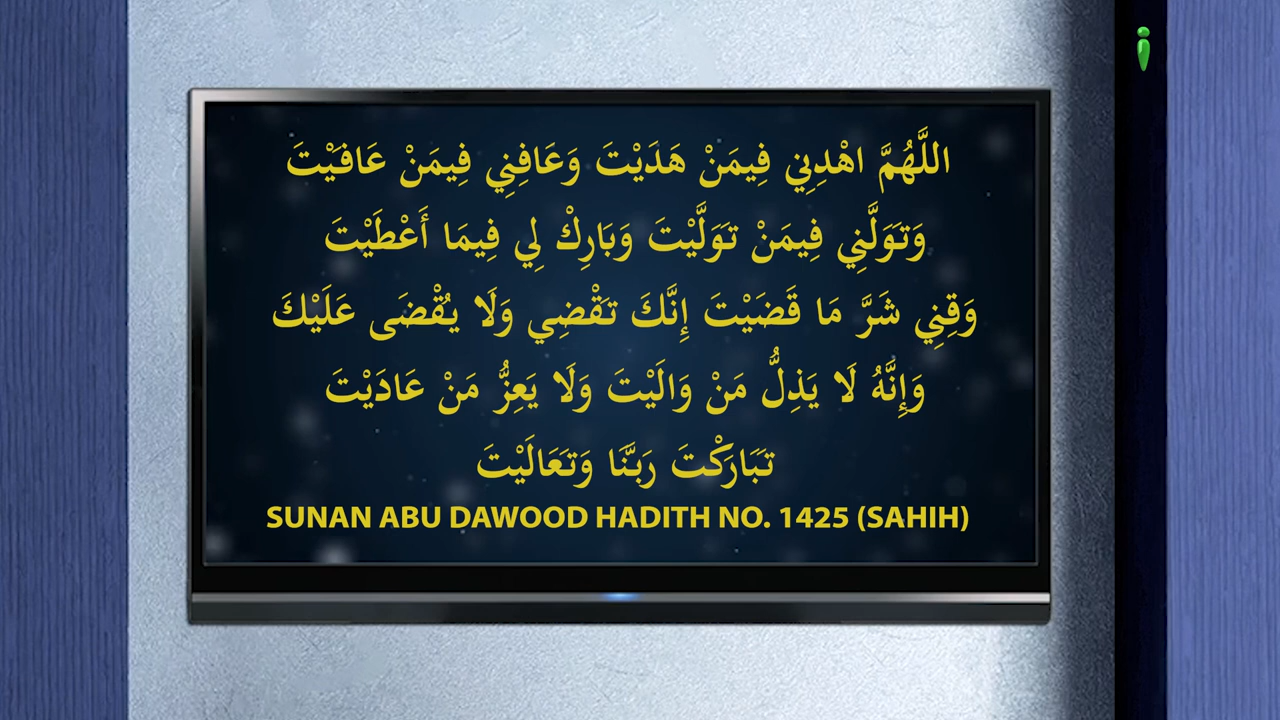 اللَّهُمَّ اهْدِنِي فِيمَنْ هَدَيْتَ وَعَافِنِي فِيمَنْ عَافَيْتَ
وَتَوَلَّنِي فِيمَنْ تَوَلَّيْتَ وَبَارِكْ لِي فِيمَا أَعْطَيْتَ
وَقِنِي شَرَّ مَا قَضَيْتَ إِنَّكَ تَقْضِي وَلَا يُقْضَى عَلَيْكَ
وَإِنَّهُ لَا يَذِلُّ مَنْ وَالَيْتَ وَلَا يَعِزُّ مَنْ عَادَيْتَ
تَبَارَكْتَ رَبَّنَا وَتَعَالَيْتَ
SUNAN ABU DAWOOD HADITH NO. 1425 (SAHIH)